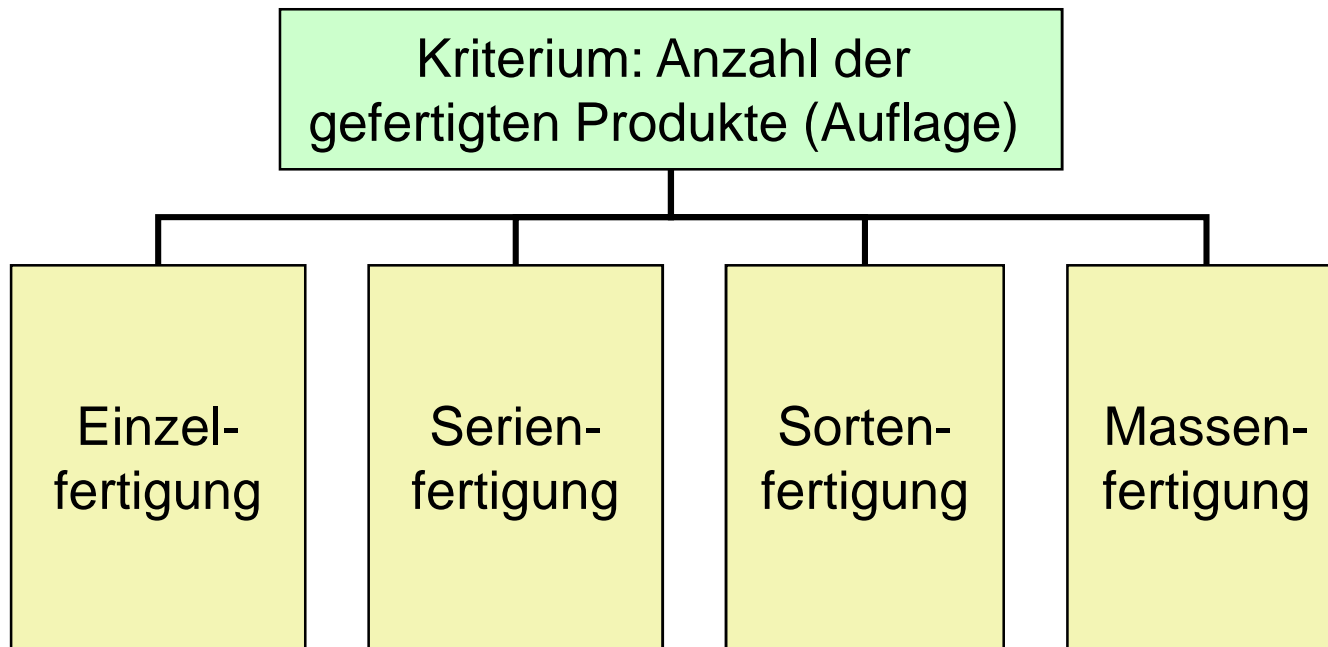 Kriterium: Anzahl der
gefertigten Produkte (Auflage)
Einzel-
fertigung
Serien-
fertigung
Sorten-
fertigung
Massen-
fertigung